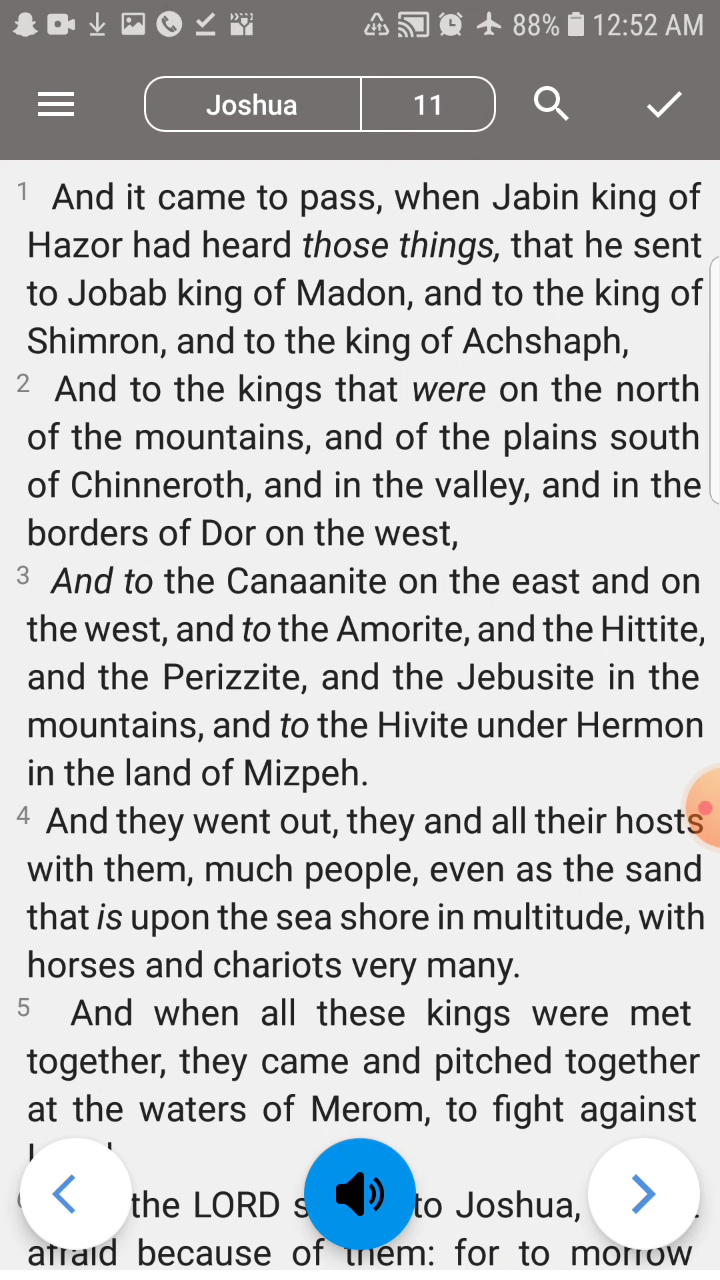 88% 12:52 AM
Joshua 11
1 And it came to pass, when Jabin king of
Hazor had heard those things, that he sent
to Jobab king of Madon, and to the king of
Shimron, and to the king of Achshaph,
2 And to the kings that were on the north
of the mountains, and of the plains south
of Chinneroth, and in the valley, and in the
borders of Dor on the west,
3 And to the Canaanite on the east and on
the west, and to the Amorite, and the Hittite,
and the Perizzite, and the Jebusite in the
mountains, and to the Hivite under Hermon
in the land of Mizpeh.
4 And they went out, they and all their hosts
with them, much people, even as the sand
that is upon the sea shore in multitude, with
horses and chariots very many.
5 And when all these kings were met
together, they came and pitched together
at the waters of Merom, to fight against
the LORD to Joshua,
afraid because of them: for to morrow